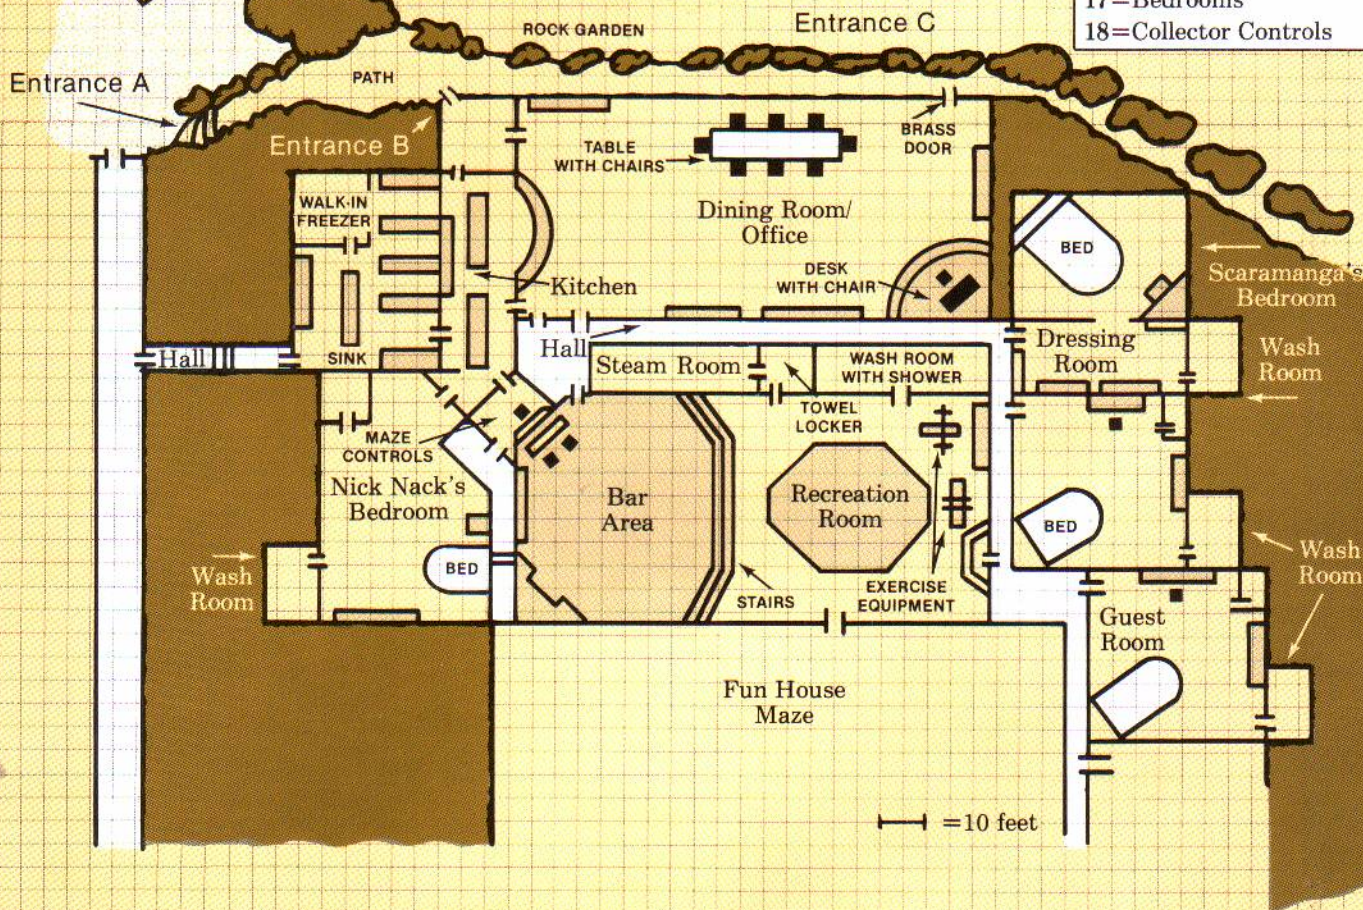 17=Bedrooms
18=Collector Controls
Entrance C
ROCK GARDEN
Entrance A
PATH
Entrance B
BRASS
DOOR
TABLE
WITH CHAIRS
WALK-IN
FREEZER
Dining Room/
Office
BED
DESK
WITH CHAIR
Scaramanga's
Bedroom
Kitchen
Hall
SINK
Hall
Steam Room
WASH ROOM
WITH SHOWER
Dressing
Room
Wash
Room
TOWEL
LOCKER
MAZE
CONTROLS
Nick Nack's
Bedroom
Bar
Area
Recreation
Room
BED
Wash
Room
BED
Wash
Room
STAIRS
EXERCISE
EQUIPMENT
Guest
Room
Fun House
Maze
=10 feet